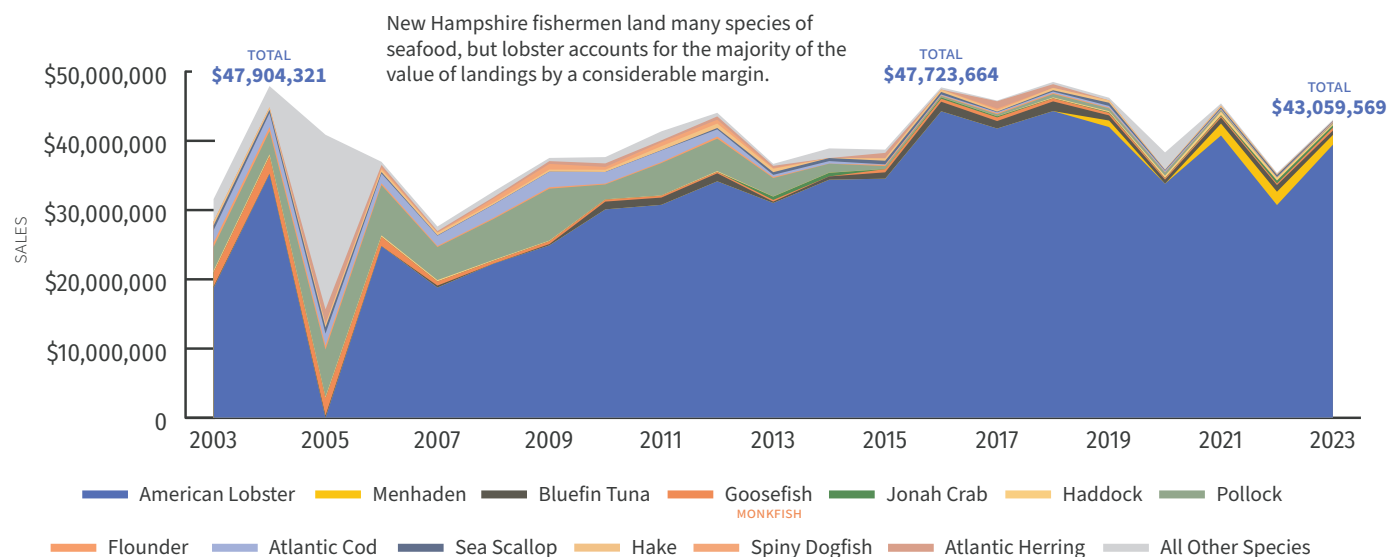 New Hampshire fishermen land many species of
seafood, but lobster accounts for the majority of the
value of landings by a considerable margin.
TOTAL
$47,904,321
TOTAL
$47,723,664
TOTAL
$43,059,569
SALES
$50,000,000
$40,000,000
$30,000,000
$20,000,000
$10,000,000
0
2003 2005 2007 2009 2011 2013 2015 2017 2019 2021 2023
American Lobster Menhaden Bluefin Tuna Goosefish Jonah Crab Haddock Pollock
MONKFISH
Flounder Atlantic Cod Sea Scallop Hake Spiny Dogfish Atlantic Herring All Other Species